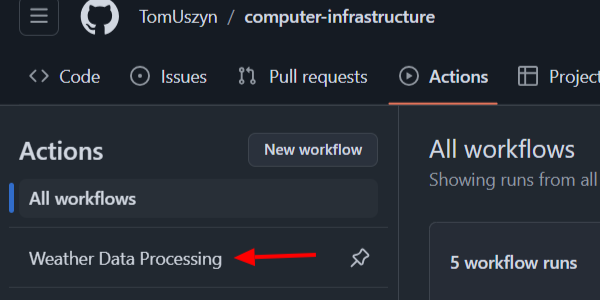 TomUszyn / computer-infrastructure
Code Issues Pull requests Actions Project
Actions New workflow
All workflows
Weather Data Processing
All workflows
Showing runs from all
5 workflow runs